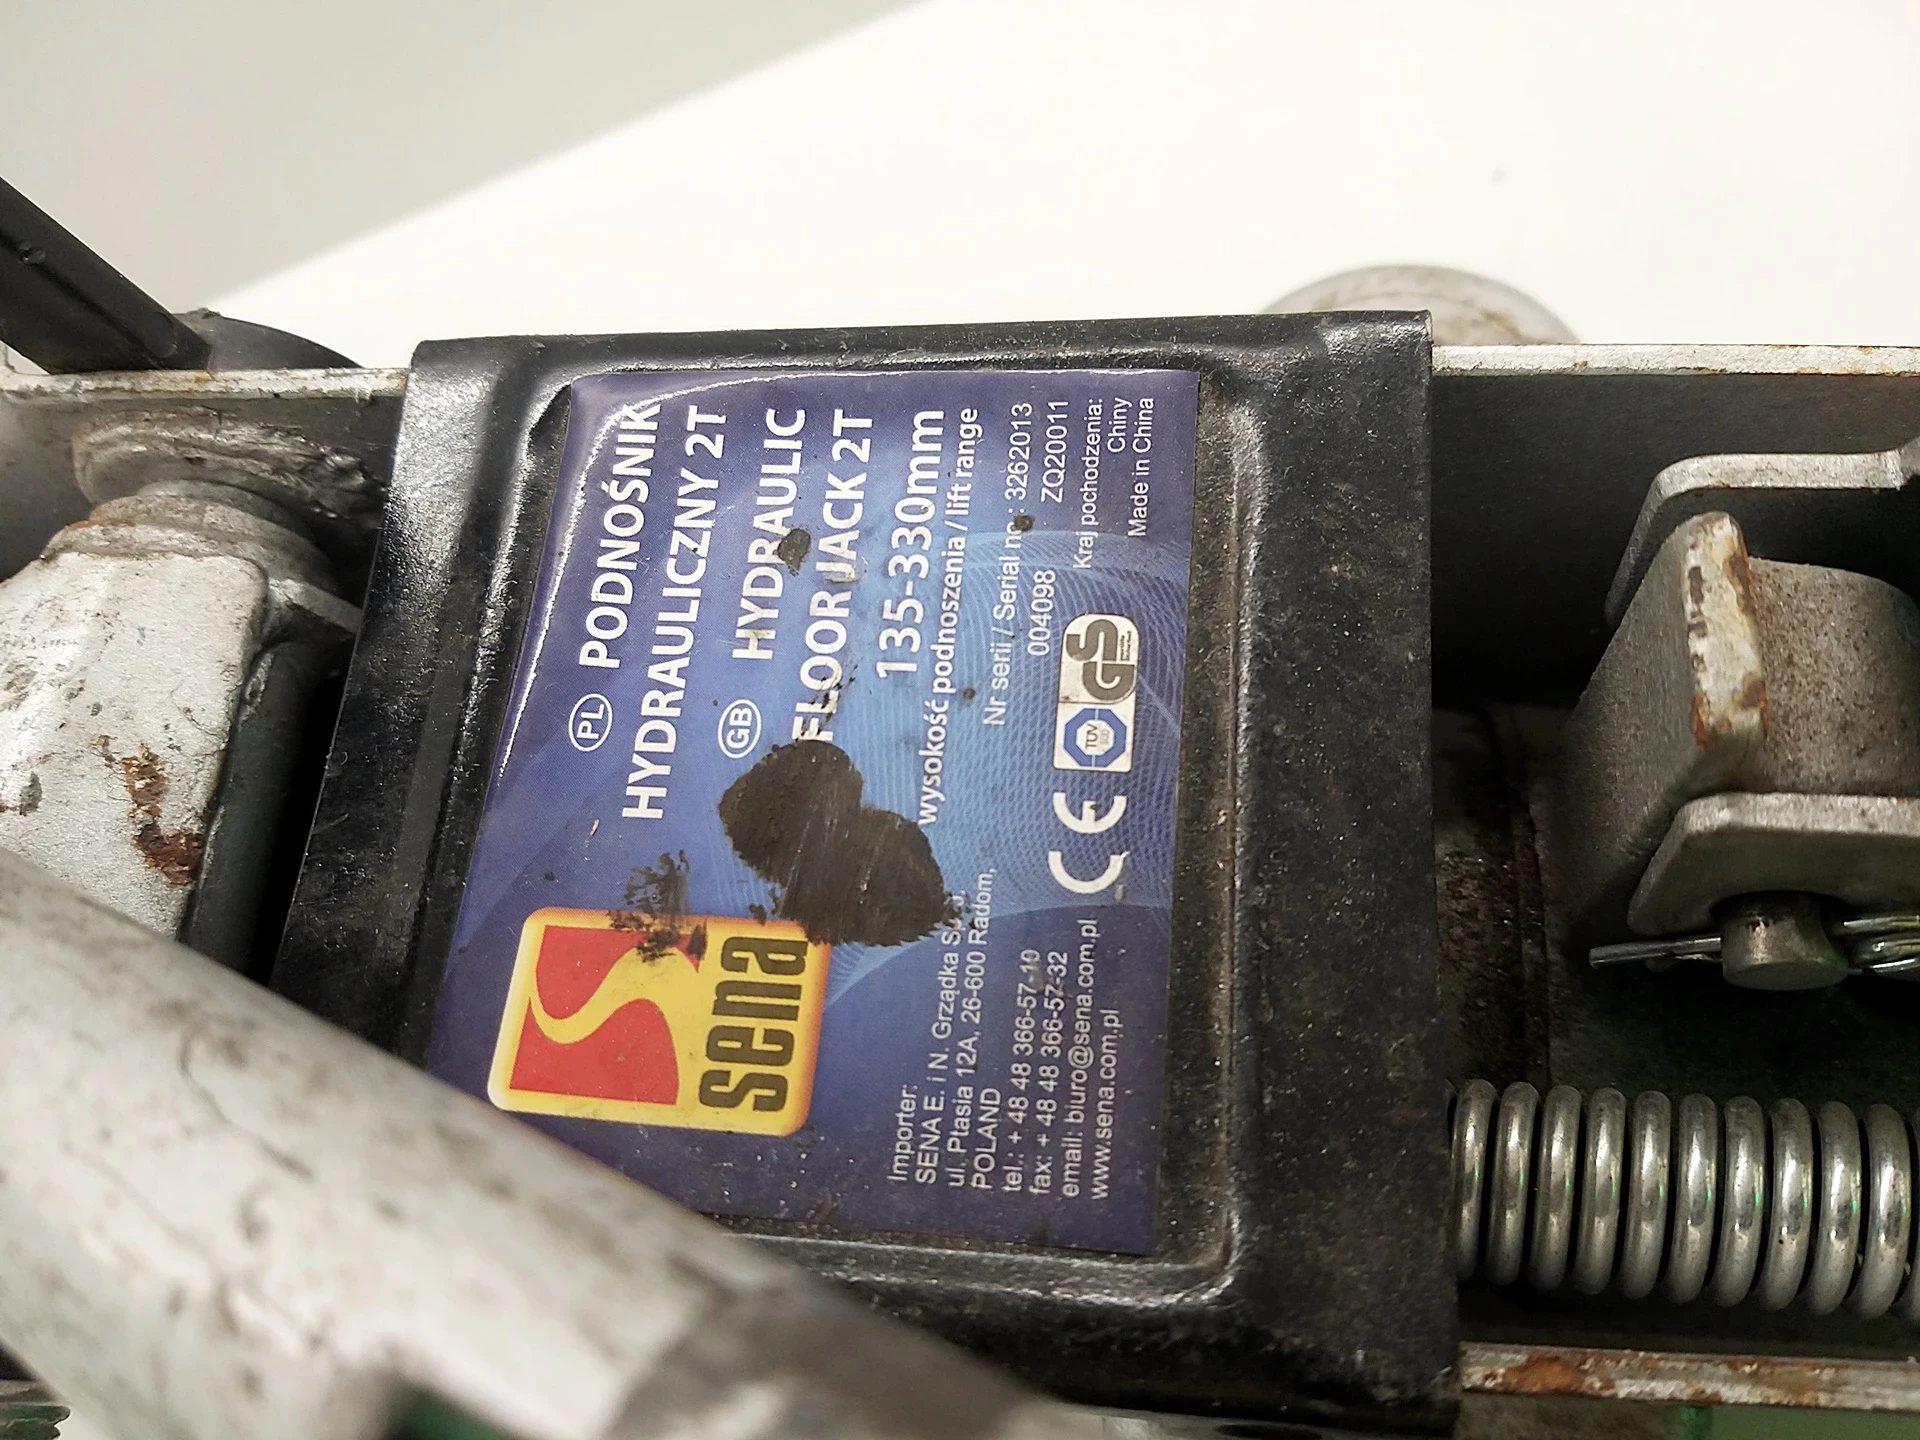 PL PODNOŚNIK
HYDRAULICZNY 2T
GB HYDRAULIC
FLOOR JACK 2T
135-330mm
wysokość podnoszenia / lift range
Nr serii / Serial no.: 3262013
004098 ZQ20011
Kraj pochodzenia:
Chiny
Made in China
TÜV
GS
CE
sena
Importer:
SENA E. i N. Grządka Sp. J.
ul. Ptasia 12A, 26-600 Radom,
POLAND
tel.: + 48 48 366-57-10
fax: + 48 48 366-57-32
email: biuro@sena.com.pl
www.sena.com.pl